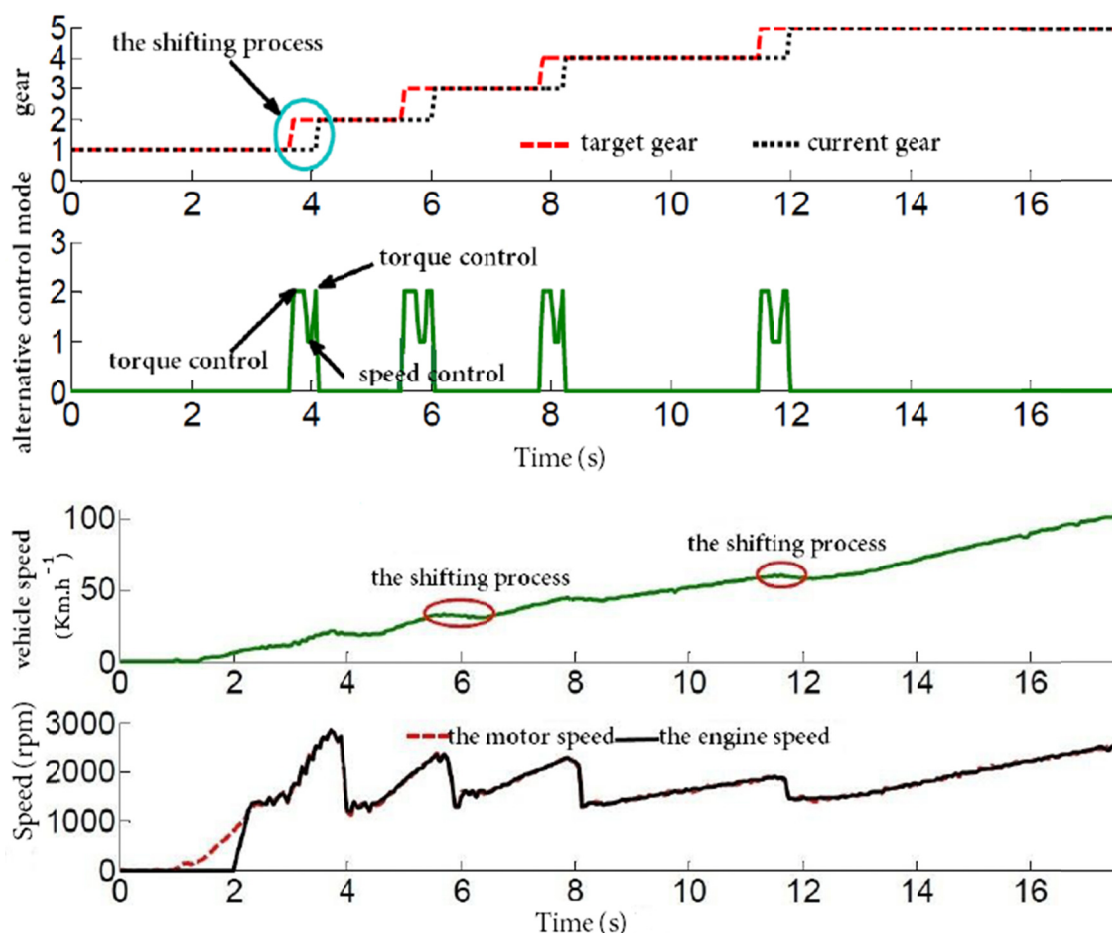 5
4
3
2
1
0
gear
the shifting process
target gear
current gear
0 2 4 6 8 10 12 14 16
3
2
1
0
alternative control mode
torque control
torque control
speed control
0 2 4 6 8 10 12 14 16
Time (s)
100
50
0
vehicle speed
(Km.h⁻¹)
the shifting process
the shifting process
0 2 4 6 8 10 12 14 16
3000
2000
1000
0
Speed (rpm)
the motor speed
the engine speed
0 2 4 6 8 10 12 14 16
Time (s)